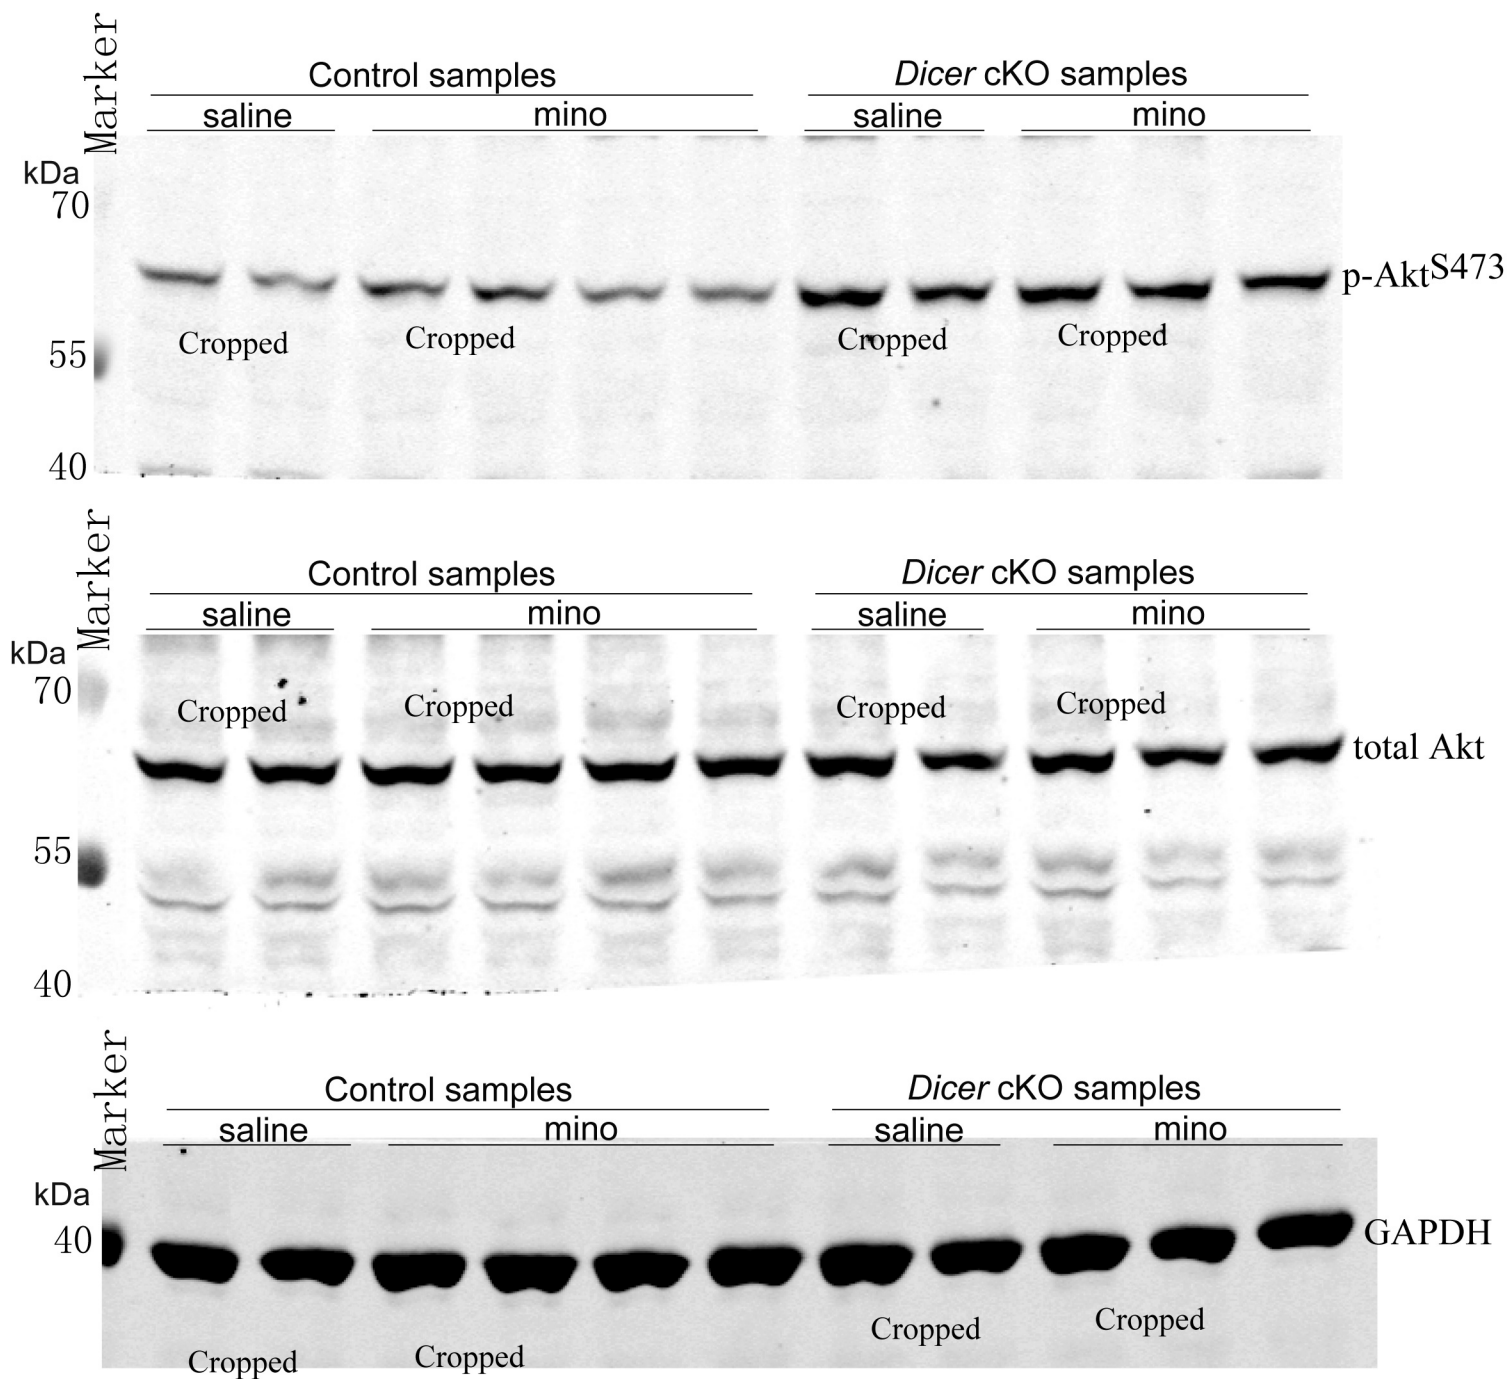 Marker
Control samples
Dicer cKO samples
saline
mino
saline
mino
kDa
70
p-AktS473
Cropped
Cropped
Cropped
Cropped
55
40
Marker
Control samples
Dicer cKO samples
saline
mino
saline
mino
kDa
70
Cropped
Cropped
Cropped
Cropped
total Akt
55
40
Marker
Control samples
Dicer cKO samples
saline
mino
saline
mino
kDa
40
GAPDH
Cropped
Cropped
Cropped
Cropped